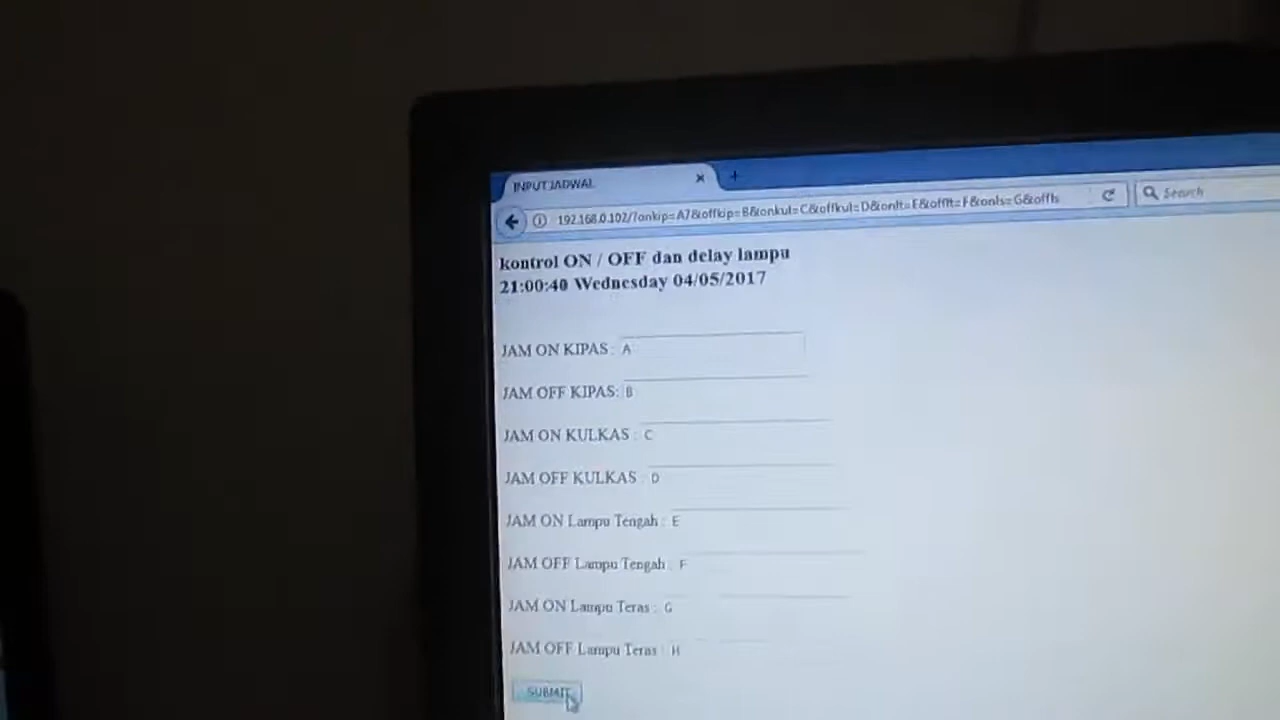 INPUT JADWAL
192.168.0.102/?onkip=A7&offkip=B&onkul=C&offkul=D&onlt=E&offlt=F&onls=G&offls
Search
kontrol ON / OFF dan delay lampu
21:00:40 Wednesday 04/05/2017
JAM ON KIPAS : A
JAM OFF KIPAS: B
JAM ON KULKAS : C
JAM OFF KULKAS : D
JAM ON Lampu Tengah : E
JAM OFF Lampu Tengah : F
JAM ON Lampu Teras : G
JAM OFF Lampu Teras : H
SUBMIT